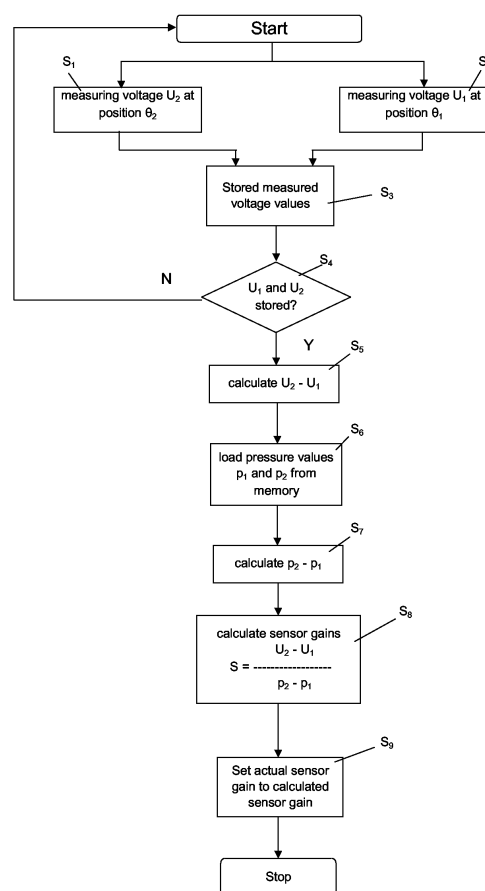 Start
S₁
S
measuring voltage U₂ at
position θ₂
measuring voltage U₁ at
position θ₁
Stored measured
voltage values
S₃
S₄
N
U₁ and U₂
stored?
Y
S₅
calculate U₂ - U₁
S₆
load pressure values
p₁ and p₂ from
memory
S₇
calculate p₂ - p₁
S₈
calculate sensor gains
U₂ - U₁
S = -------------------
p₂ - p₁
S₉
Set actual sensor
gain to calculated
sensor gain
Stop